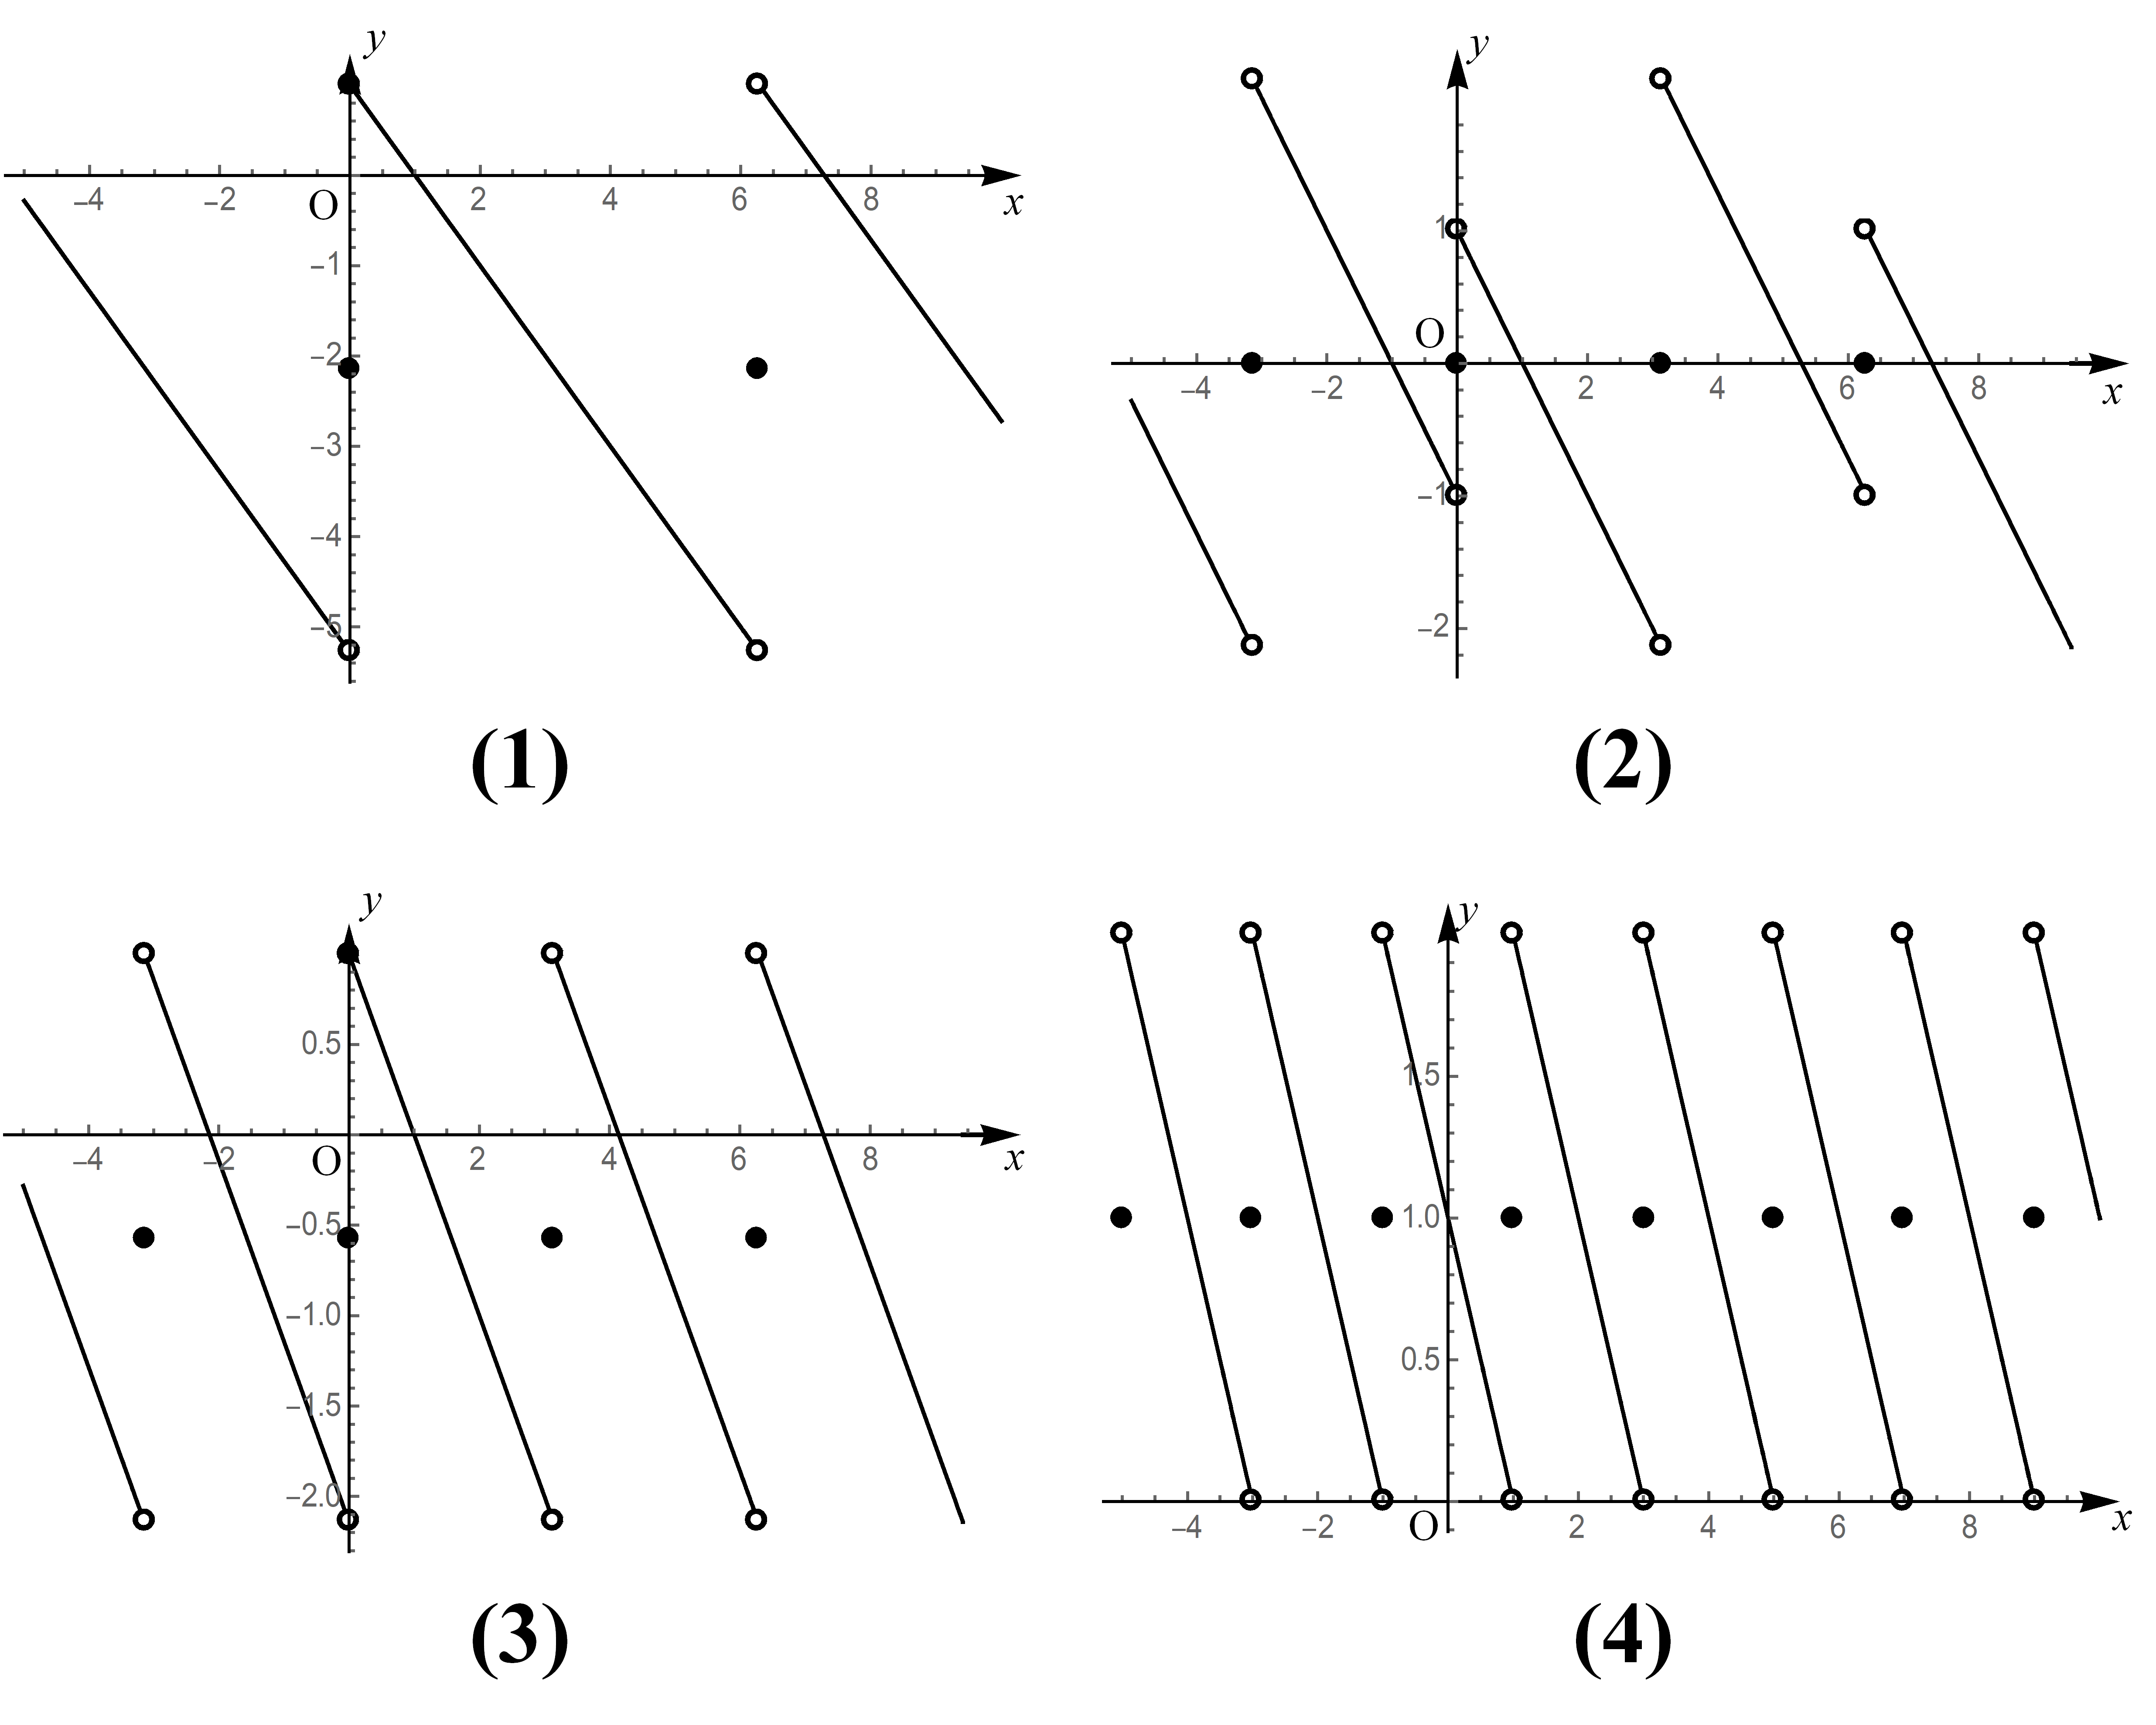 y
–4 –2 O 2 4 6 8 x
–1
–2
–3
–4
–5
(1)
y
1
O
–4 –2 2 4 6 8 x
–1
–2
(2)
y
0.5
–4 –2 O 2 4 6 8 x
–0.5
–1.0
–1.5
–2.0
(3)
y
1.5
1.0
0.5
–4 –2 O 2 4 6 8 x
(4)